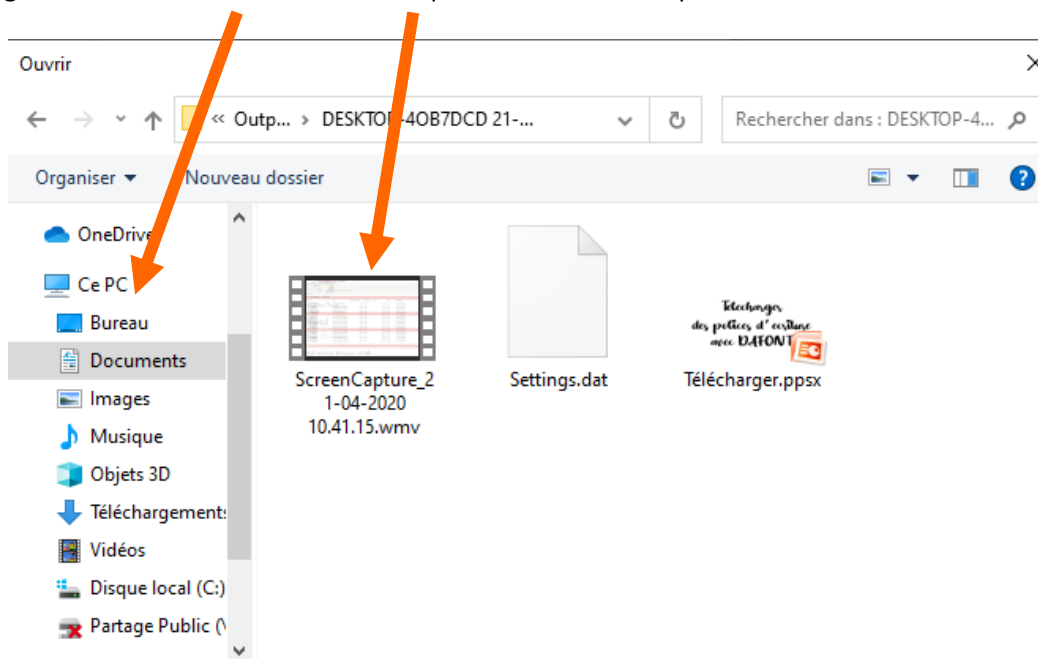 Ouvrir
« Outp... > DESKTOP-4OB7DCD 21-...
Rechercher dans : DESKTOP-4...
Organiser
Nouveau dossier
OneDrive
Ce PC
Bureau
Documents
Images
Musique
Objets 3D
Téléchargements
Vidéos
Disque local (C:)
Partage Public (\
Telecharger
des polices d'ecriture
avec DAFONT
ScreenCapture_2
1-04-2020
10.41.15.wmv
Settings.dat
Télécharger.ppsx